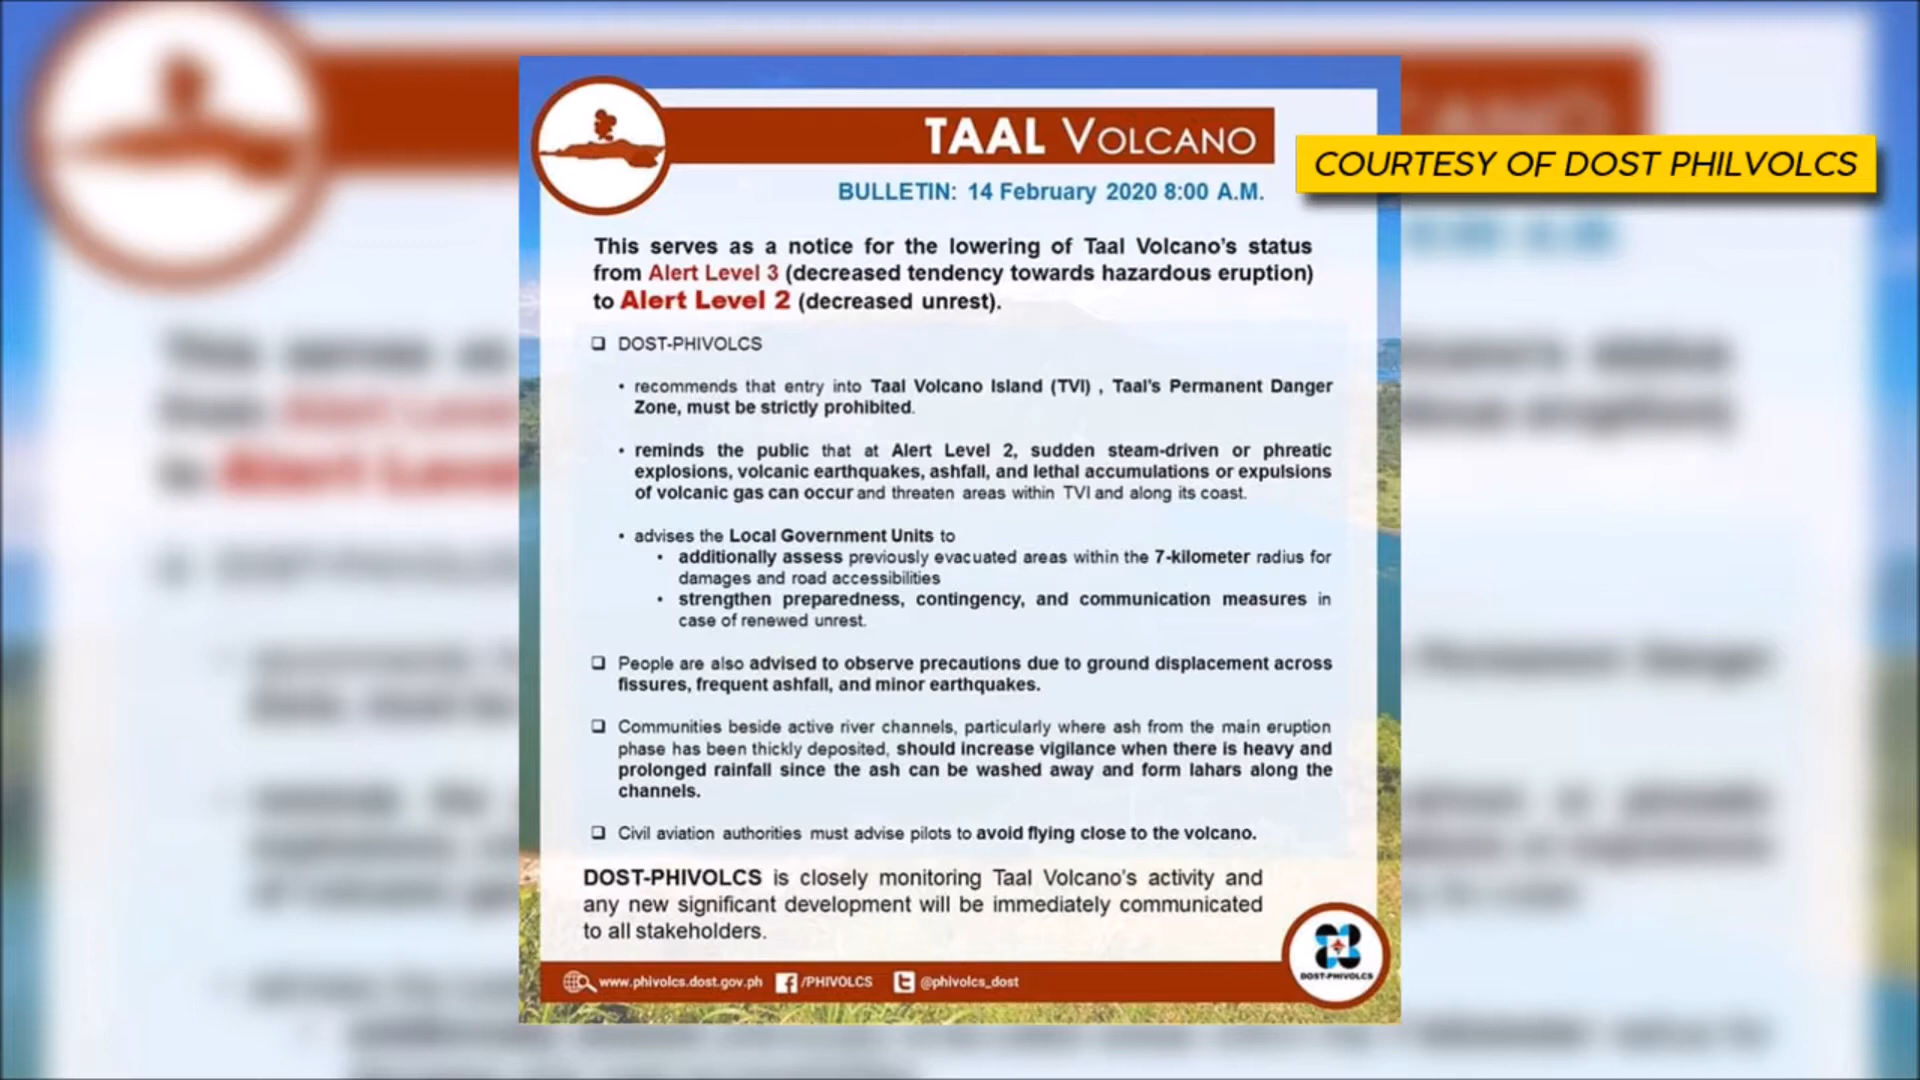 TAAL VOLCANO
COURTESY OF DOST PHILVOLCS
BULLETIN: 14 February 2020 8:00 A.M.
This serves as a notice for the lowering of Taal Volcano's status
from Alert Level 3 (decreased tendency towards hazardous eruption)
to Alert Level 2 (decreased unrest).
❑ DOST-PHIVOLCS
• recommends that entry into Taal Volcano Island (TVI) , Taal's Permanent Danger
Zone, must be strictly prohibited.
• reminds the public that at Alert Level 2, sudden steam-driven or phreatic
explosions, volcanic earthquakes, ashfall, and lethal accumulations or expulsions
of volcanic gas can occur and threaten areas within TVI and along its coast.
• advises the Local Government Units to
• additionally assess previously evacuated areas within the 7-kilometer radius for
damages and road accessibilities
• strengthen preparedness, contingency, and communication measures in
case of renewed unrest.
❑ People are also advised to observe precautions due to ground displacement across
fissures, frequent ashfall, and minor earthquakes.
❑ Communities beside active river channels, particularly where ash from the main eruption
phase has been thickly deposited, should increase vigilance when there is heavy and
prolonged rainfall since the ash can be washed away and form lahars along the
channels.
❑ Civil aviation authorities must advise pilots to avoid flying close to the volcano.
DOST-PHIVOLCS is closely monitoring Taal Volcano's activity and
any new significant development will be immediately communicated
to all stakeholders.
DOST-PHIVOLCS
www.phivolcs.dost.gov.ph /PHIVOLCS @phivolcs_dost